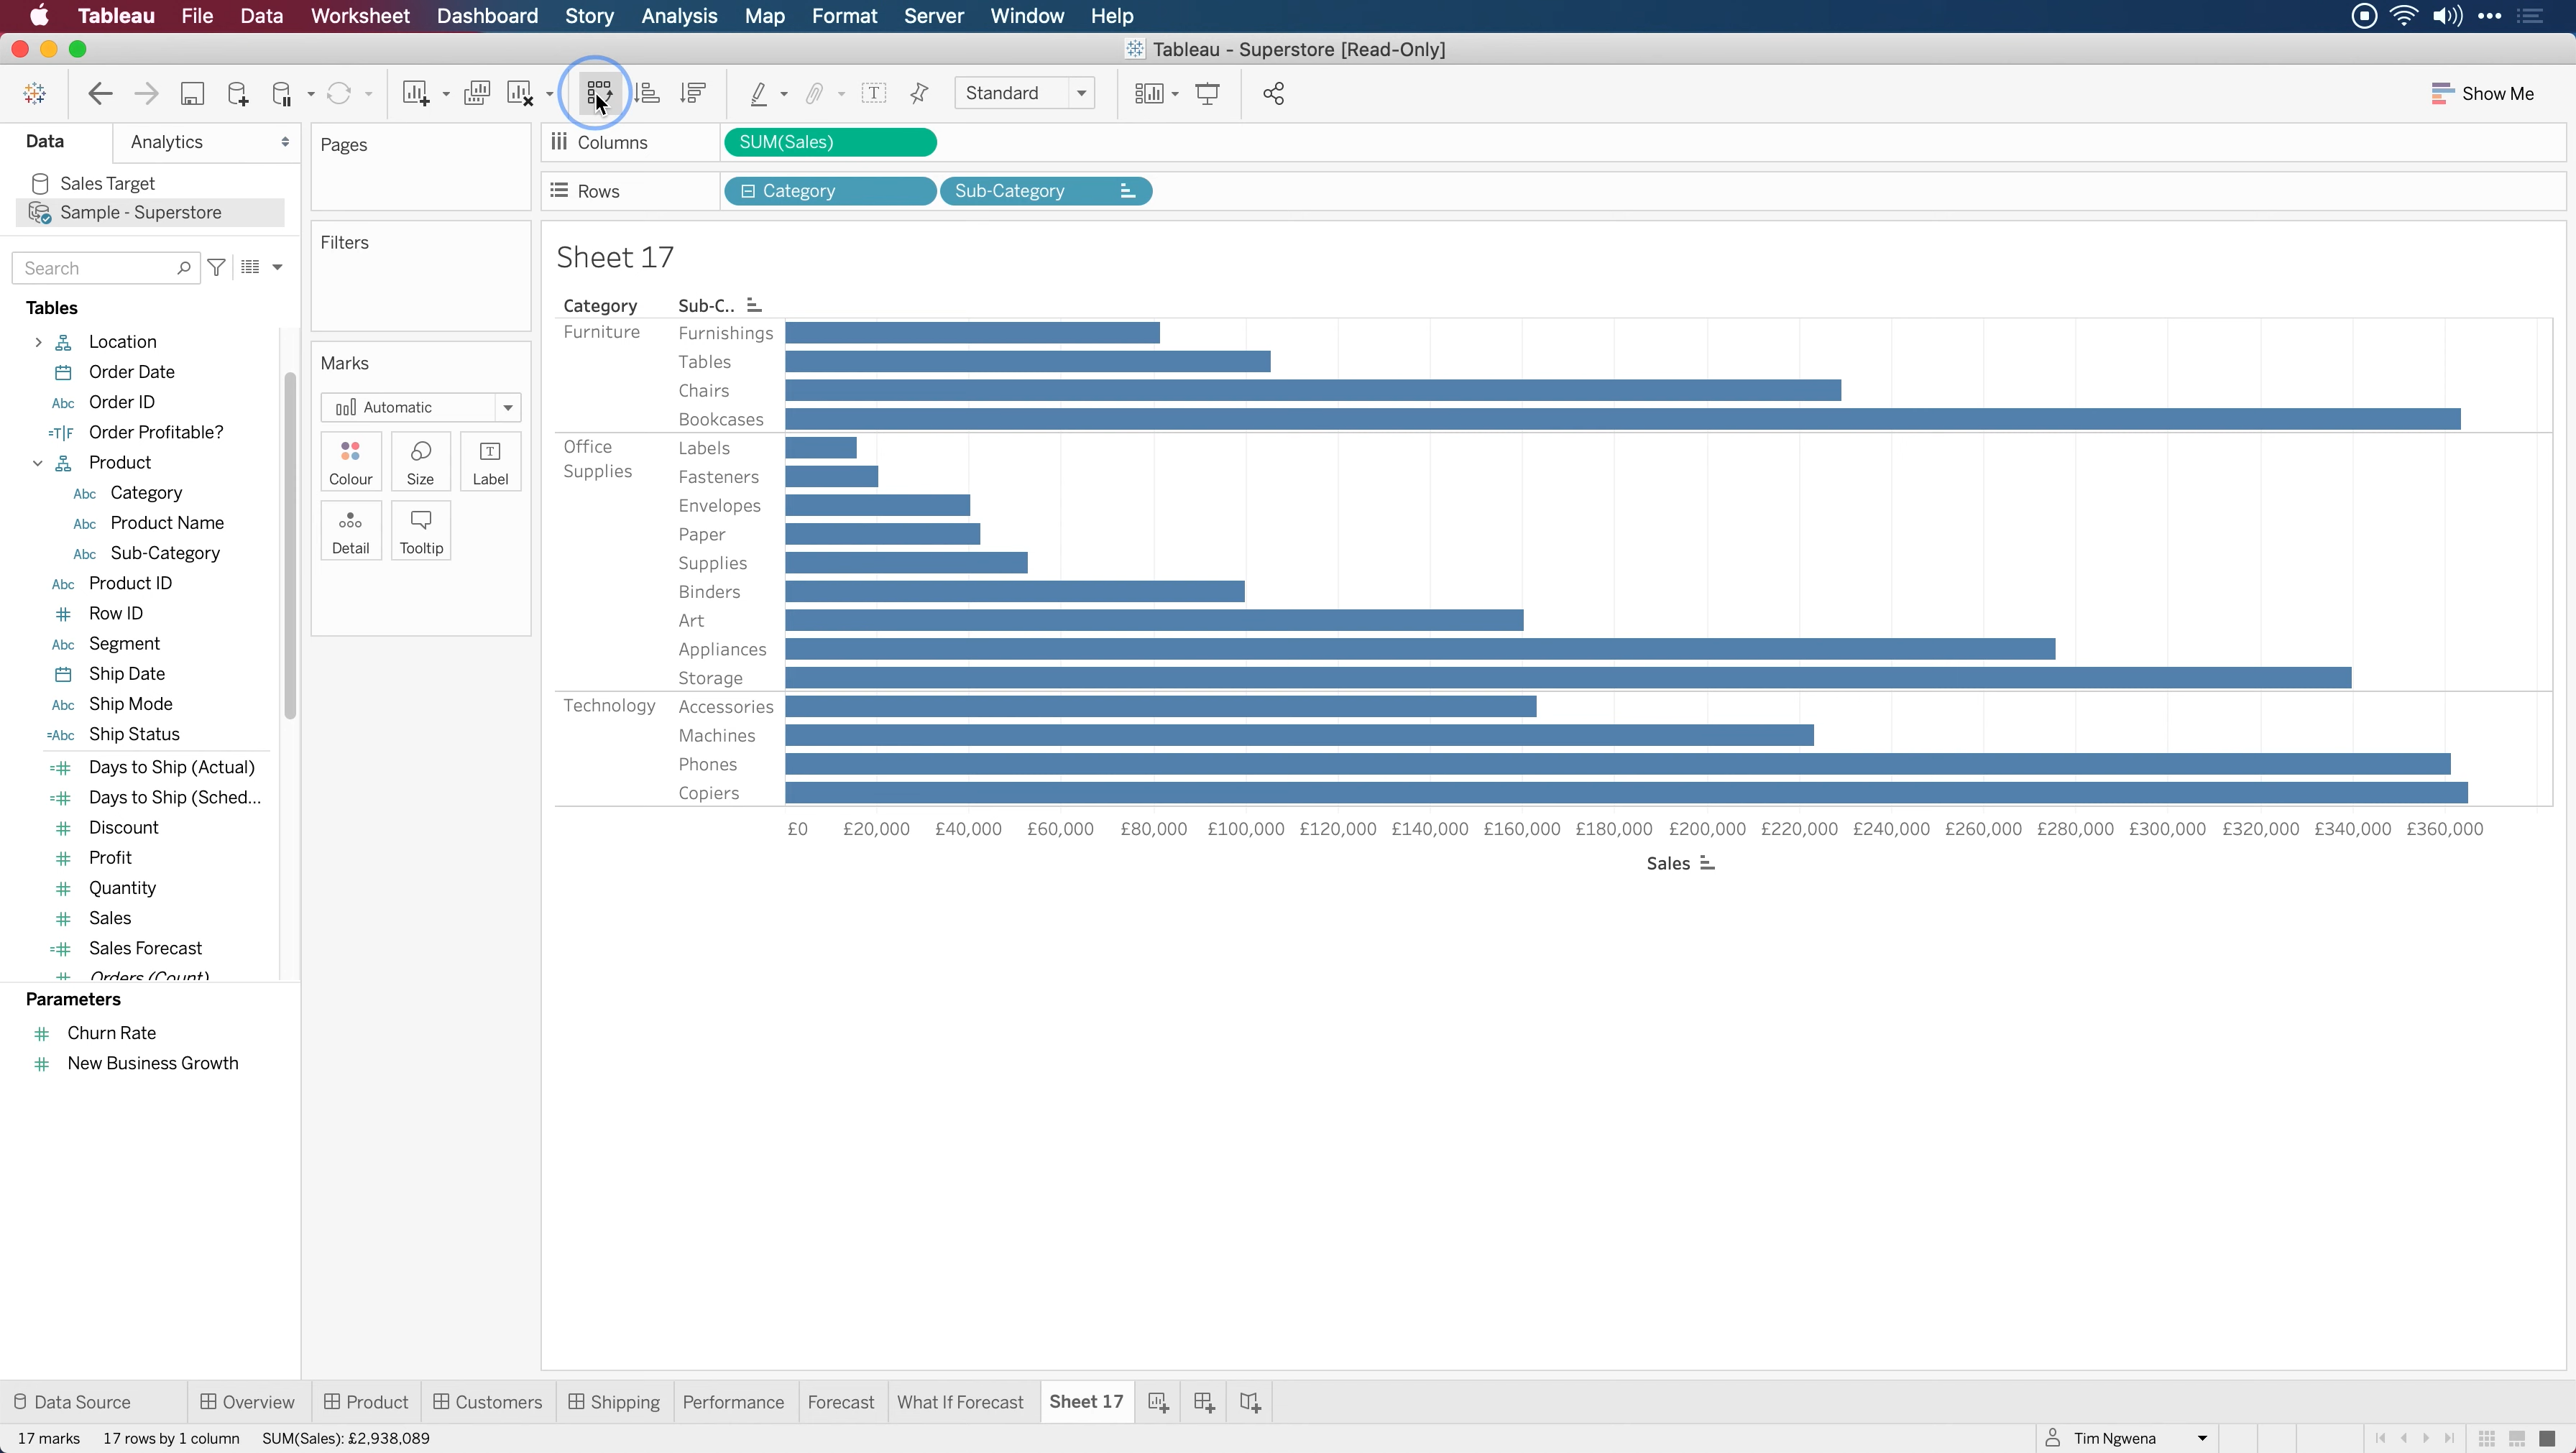 Tableau File Data Worksheet Dashboard Story Analysis Map Format Server Window Help
Tableau - Superstore [Read-Only]
Standard
Show Me
Data
Analytics
Sales Target
Sample - Superstore
Search
Tables
Location
Order Date
Abc Order ID
=T|F Order Profitable?
Product
Abc Category
Abc Product Name
Abc Sub-Category
Abc Product ID
# Row ID
Abc Segment
Ship Date
Abc Ship Mode
=Abc Ship Status
=# Days to Ship (Actual)
=# Days to Ship (Sched...
# Discount
# Profit
# Quantity
# Sales
=# Sales Forecast
# Orders (Count)
Parameters
# Churn Rate
# New Business Growth
Pages
Filters
Marks
Automatic
Colour Size Label
Detail Tooltip
Columns SUM(Sales)
Rows Category Sub-Category
Sheet 17
Category Sub-C..
Furniture Furnishings
Tables
Chairs
Bookcases
Office Supplies Labels
Fasteners
Envelopes
Paper
Supplies
Binders
Art
Appliances
Storage
Technology Accessories
Machines
Phones
Copiers
£0 £20,000 £40,000 £60,000 £80,000 £100,000 £120,000 £140,000 £160,000 £180,000 £200,000 £220,000 £240,000 £260,000 £280,000 £300,000 £320,000 £340,000 £360,000
Sales
Data Source Overview Product Customers Shipping Performance Forecast What If Forecast Sheet 17
17 marks 17 rows by 1 column SUM(Sales): £2,938,089
Tim Ngwena